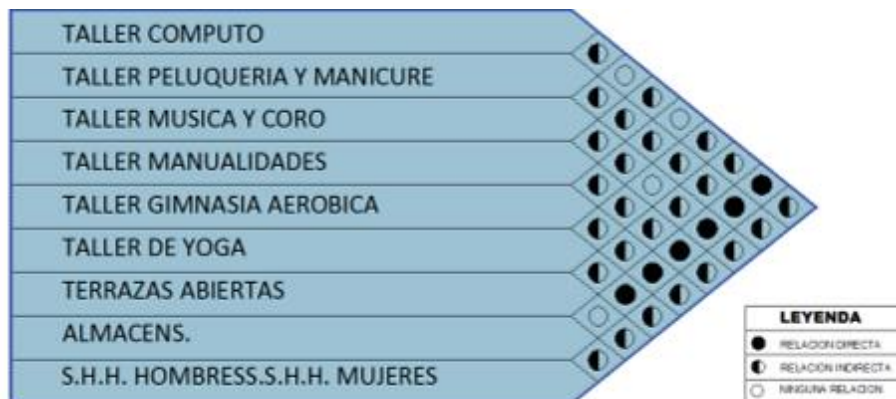 TALLER COMPUTO
TALLER PELUQUERIA Y MANICURE
TALLER MUSICA Y CORO
TALLER MANUALIDADES
TALLER GIMNASIA AEROBICA
TALLER DE YOGA
TERRAZAS ABIERTAS
ALMACENS.
S.H.H. HOMBRESS.S.H.H. MUJERES
LEYENDA
RELACION DIRECTA
RELACION INDIRECTA
NINGUNA RELACION